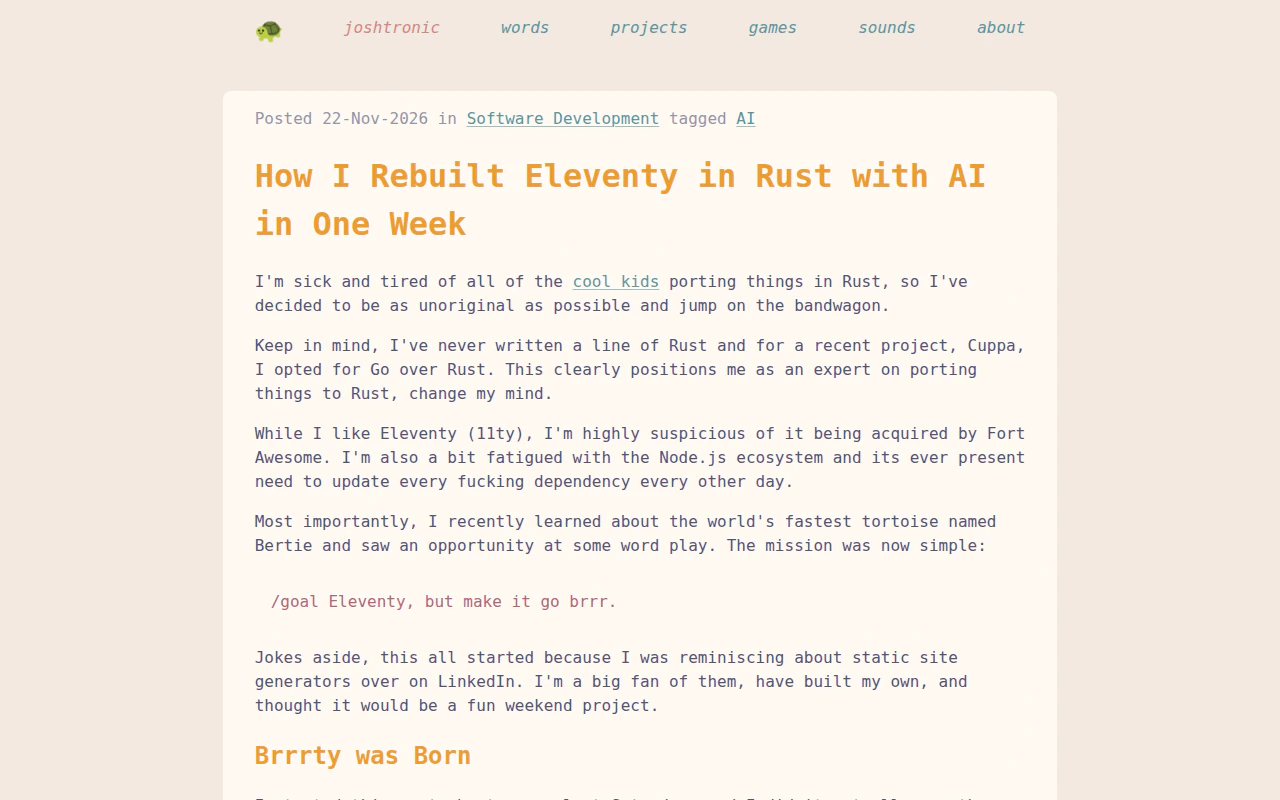 joshtronic words projects games sounds about
Posted 22-Nov-2026 in Software Development tagged AI
How I Rebuilt Eleventy in Rust with AI
in One Week
I'm sick and tired of all of the cool kids porting things in Rust, so I've
decided to be as unoriginal as possible and jump on the bandwagon.
Keep in mind, I've never written a line of Rust and for a recent project, Cuppa,
I opted for Go over Rust. This clearly positions me as an expert on porting
things to Rust, change my mind.
While I like Eleventy (11ty), I'm highly suspicious of it being acquired by Fort
Awesome. I'm also a bit fatigued with the Node.js ecosystem and its ever present
need to update every fucking dependency every other day.
Most importantly, I recently learned about the world's fastest tortoise named
Bertie and saw an opportunity at some word play. The mission was now simple:
/goal Eleventy, but make it go brrr.
Jokes aside, this all started because I was reminiscing about static site
generators over on LinkedIn. I'm a big fan of them, have built my own, and
thought it would be a fun weekend project.
Brrrty was Born